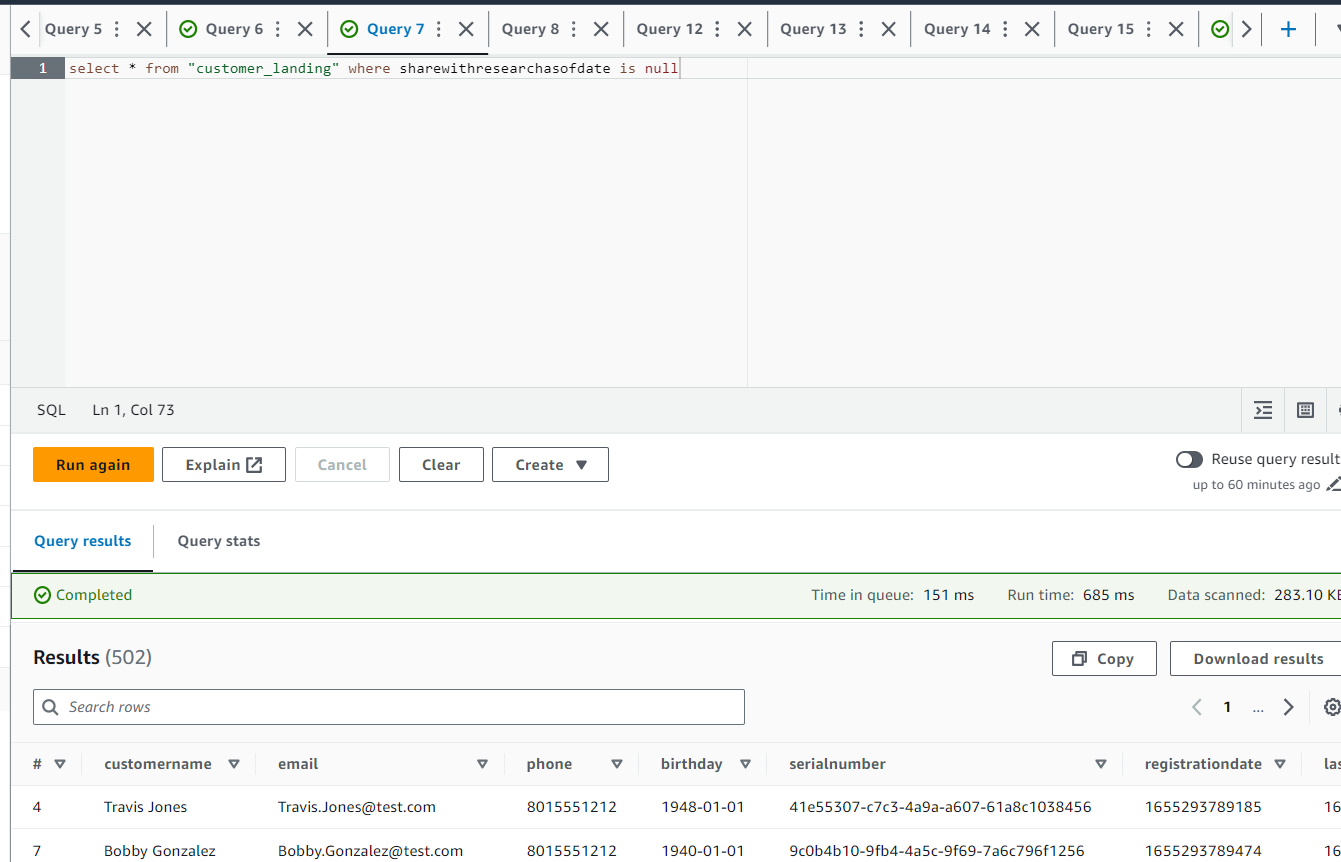 Query 5 Query 6 Query 7 Query 8 Query 12 Query 13 Query 14 Query 15
1 select * from "customer_landing" where sharewithresearchasofdate is null
SQL Ln 1, Col 73
Run again Explain Cancel Clear Create Reuse query result
up to 60 minutes ago
Query results Query stats
Completed Time in queue: 151 ms Run time: 685 ms Data scanned: 283.10 KB
Results (502) Copy Download results
Search rows 1 ...
# customername email phone birthday serialnumber registrationdate las
4 Travis Jones Travis.Jones@test.com 8015551212 1948-01-01 41e55307-c7c3-4a9a-a607-61a8c1038456 1655293789185 16
7 Bobby Gonzalez Bobby.Gonzalez@test.com 8015551212 1940-01-01 9c0b4b10-9fb4-4a5c-9f69-7a6c796f1256 1655293789474 16